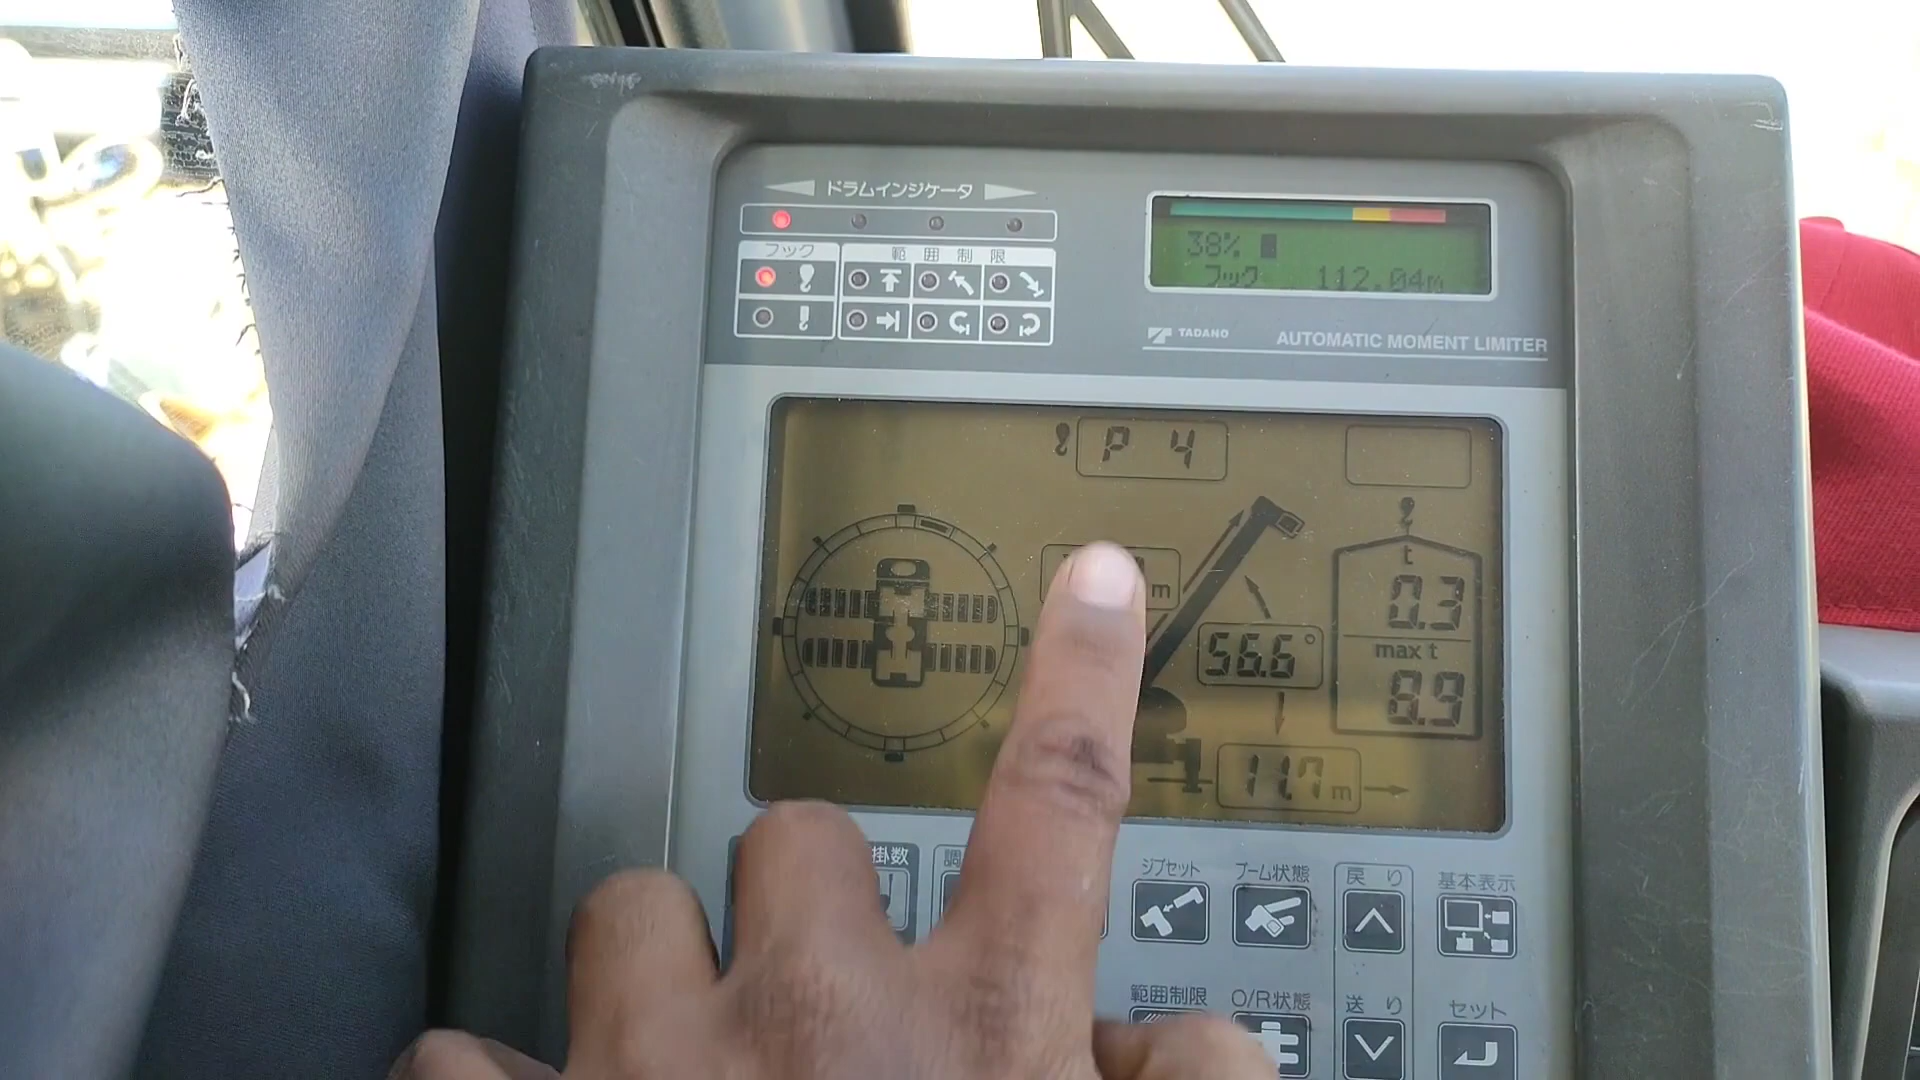 ドラムインジケータ
フック
範囲制限
38%
フック 112.04m
TADANO
AUTOMATIC MOMENT LIMITER
P 4
m
t
0.3
56.6°
max t
8.9
11.7 m
掛数
調
ジブセット
ブーム状態
戻り
基本表示
範囲制限
O/R状態
送り
セット